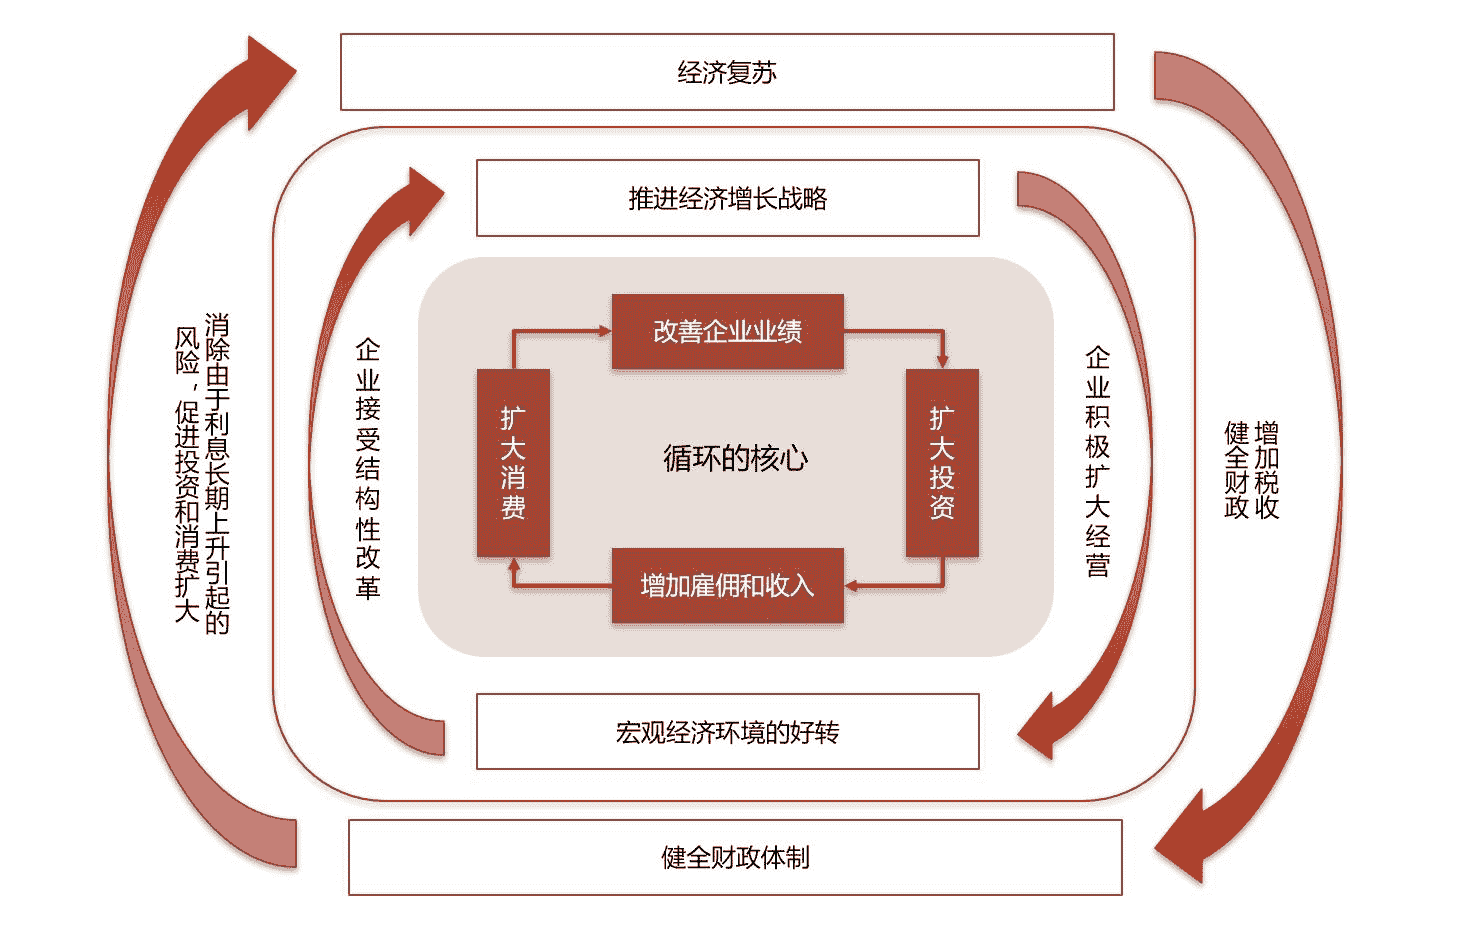 经济复苏
推进经济增长战略
改善企业业绩
扩大消费
循环的核心
扩大投资
增加雇佣和收入
宏观经济环境的好转
健全财政体制
消除由于利息长期上升引起的
风险，促进投资和消费扩大
企业接受结构性改革
企业积极扩大经营
增加税收
健全财政